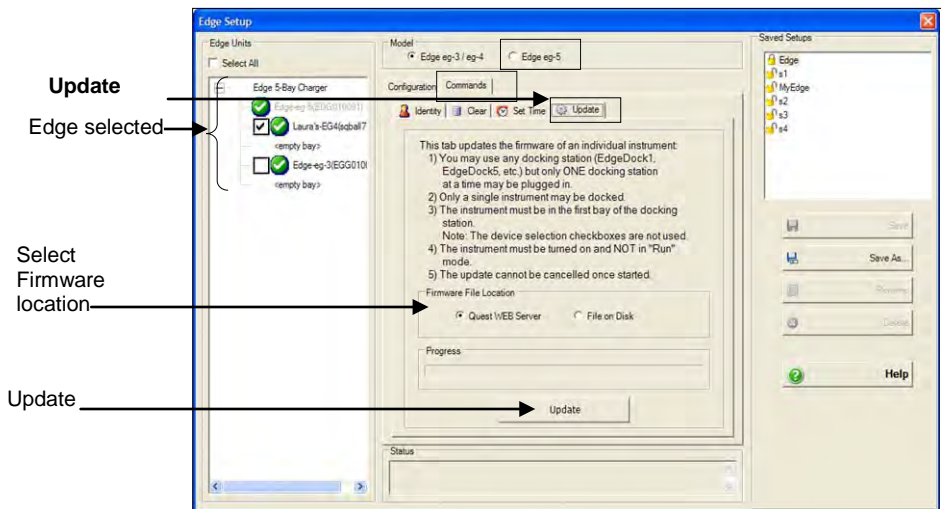 Edge Setup
Edge Units
Select All
Edge 5-Bay Charger
Edge-eg-5(EGG010081)
Laura's-EG4(sqball7
<empty bay>
Edge-eg-3(EGG010
<empty bay>
Model
Edge eg-3 / eg-4
Edge eg-5
Configuration
Commands
Identity
Clear
Set Time
Update
This tab updates the firmware of an individual instrument:
1) You may use any docking station (EdgeDock1,
EdgeDock5, etc.) but only ONE docking station
at a time may be plugged in.
2) Only a single instrument may be docked.
3) The instrument must be in the first bay of the docking
station.
Note: The device selection checkboxes are not used.
4) The instrument must be turned on and NOT in "Run"
mode.
5) The update cannot be cancelled once started.
Firmware File Location
Quest WEB Server
File on Disk
Progress
Update
Status
Saved Setups
Edge
s1
MyEdge
s2
s3
s4
Save
Save As...
Rename
Delete
Help
Update
Edge selected
Select
Firmware
location
Update